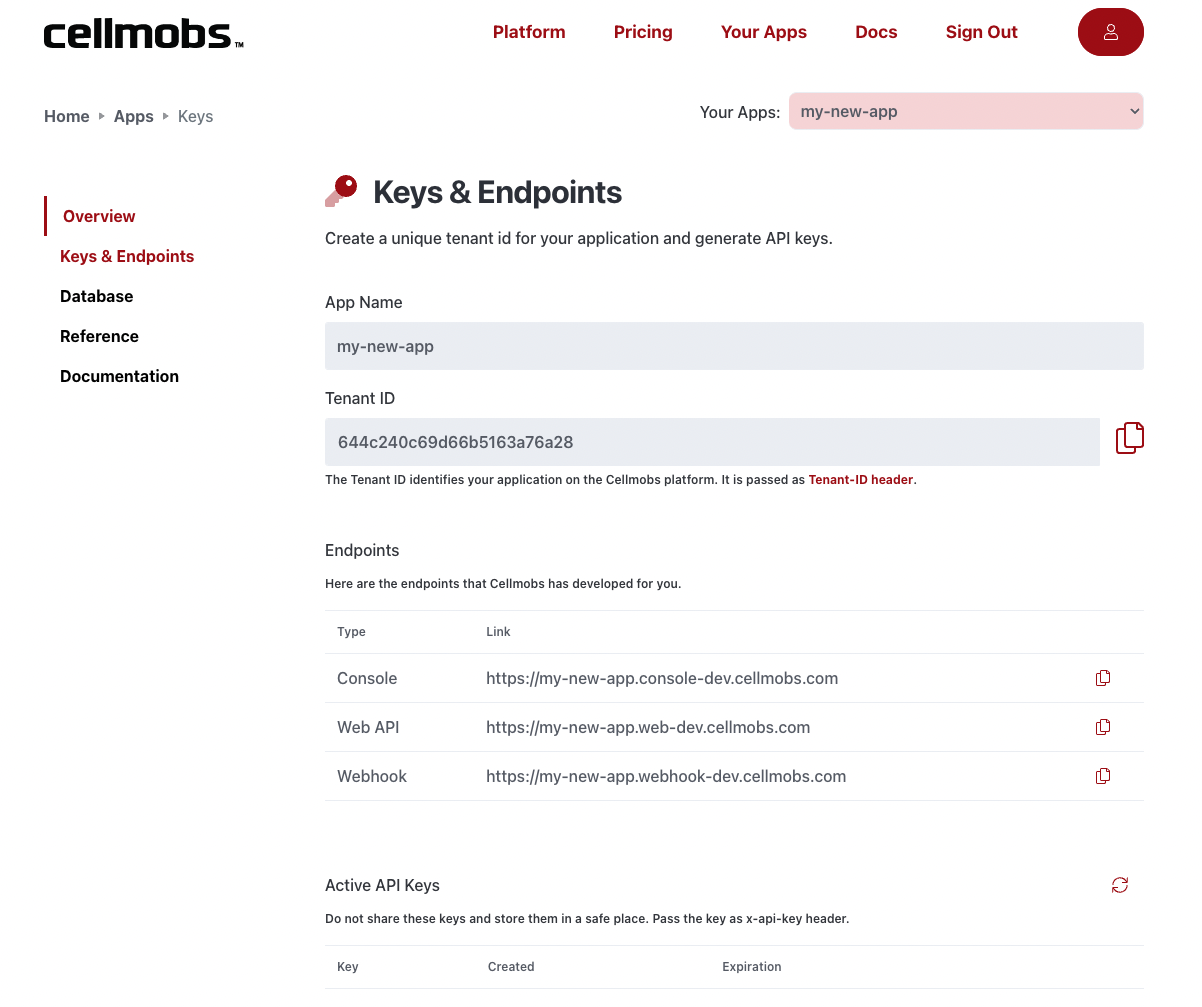 cellmobs™
Platform
Pricing
Your Apps
Docs
Sign Out
Home
Apps
Keys
Your Apps:
my-new-app
Overview
Keys & Endpoints
Database
Reference
Documentation
Keys & Endpoints
Create a unique tenant id for your application and generate API keys.
App Name
my-new-app
Tenant ID
644c240c69d66b5163a76a28
The Tenant ID identifies your application on the Cellmobs platform. It is passed as Tenant-ID header.
Endpoints
Here are the endpoints that Cellmobs has developed for you.
Type Link
Console https://my-new-app.console-dev.cellmobs.com
Web API https://my-new-app.web-dev.cellmobs.com
Webhook https://my-new-app.webhook-dev.cellmobs.com
Active API Keys
Do not share these keys and store them in a safe place. Pass the key as x-api-key header.
Key Created Expiration